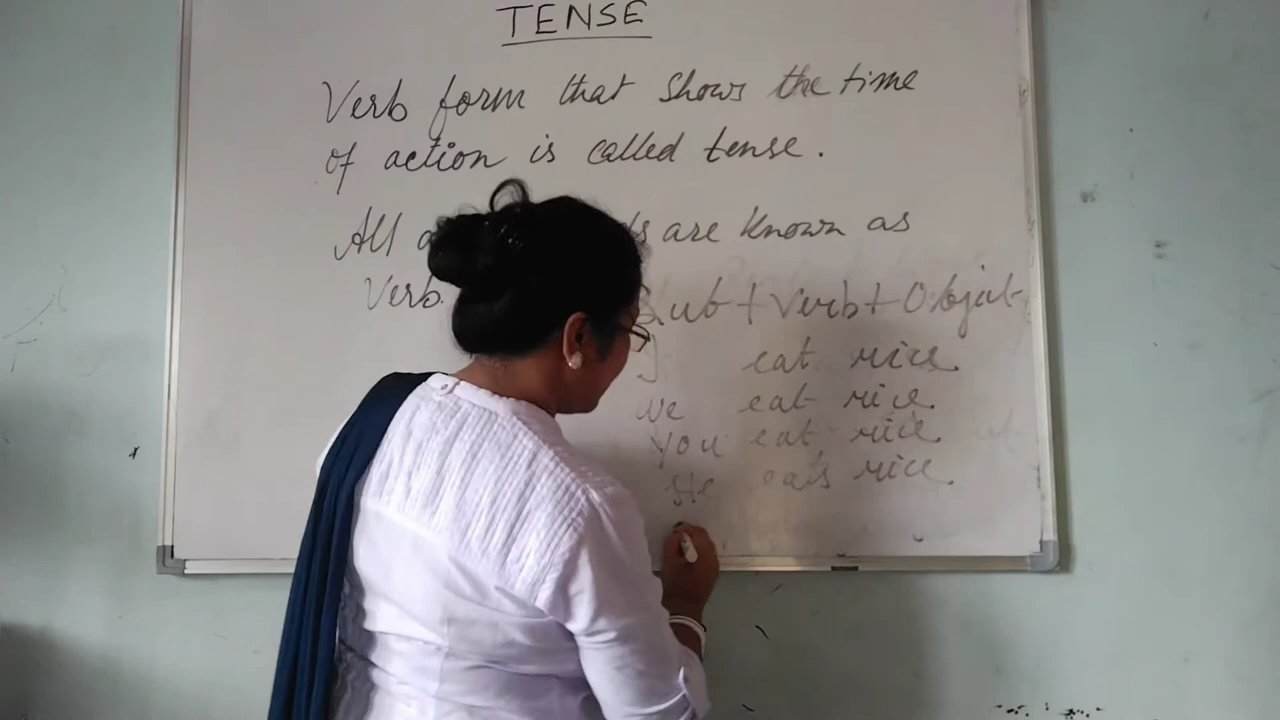 TENSE
Verb form that shows the time
of action is called tense.
All are known as
Verb. Sub + Verb + Object
I eat rice
We eat rice.
You eat rice.
He eats rice.